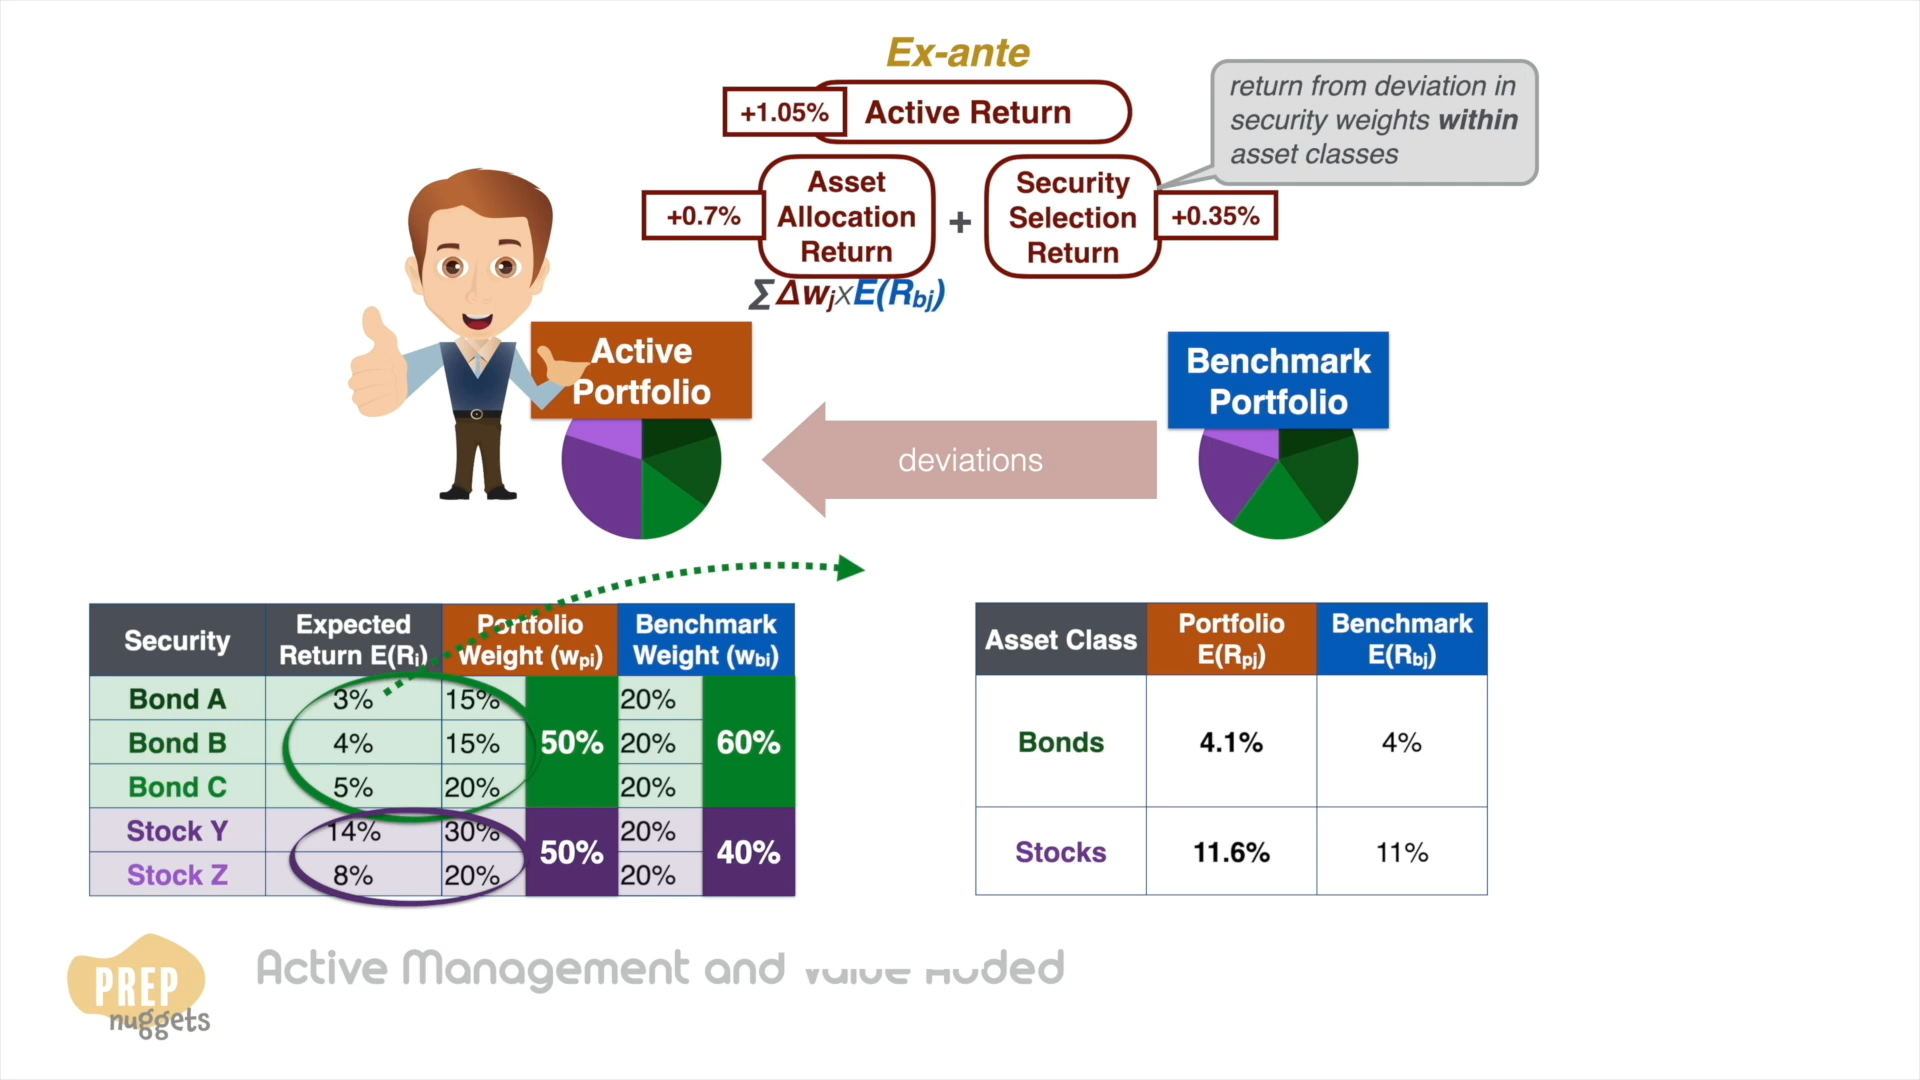 Ex-ante
+1.05% Active Return
return from deviation in
security weights within
asset classes
+0.7%
Asset
Allocation
Return
+
Security
Selection
Return
+0.35%
∑Δwj×E(Rbj)
Active
Portfolio
Benchmark
Portfolio
deviations
Security
Expected
Return E(Ri)
Portfolio
Weight (wpi)
Benchmark
Weight (wbi)
Bond A 3% 15% 20%
Bond B 4% 15% 50% 20% 60%
Bond C 5% 20% 20%
Stock Y 14% 30% 20%
50% 40%
Stock Z 8% 20% 20%
Asset Class
Portfolio
E(Rpj)
Benchmark
E(Rbj)
Bonds 4.1% 4%
Stocks 11.6% 11%
PREP
nuggets
Active Management and Value Added